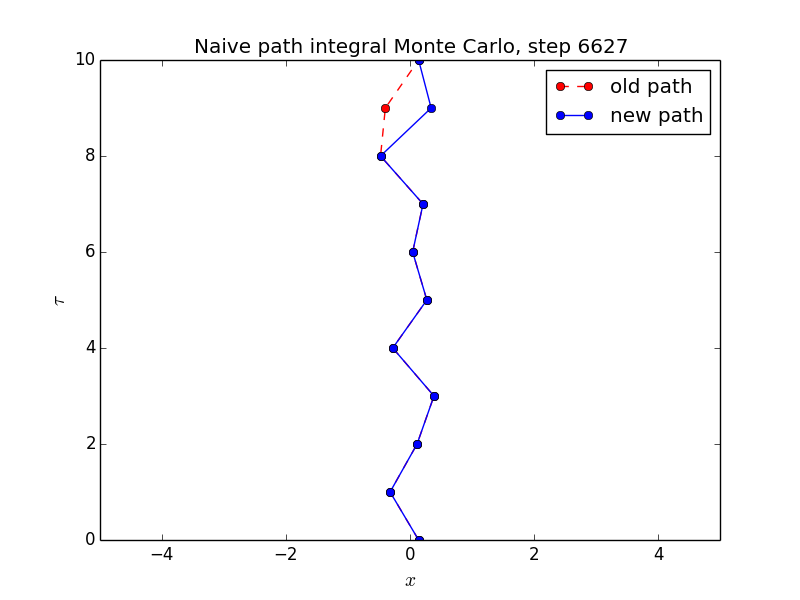 Naive path integral Monte Carlo, step 6627
old path
new path
10
8
6
4
2
0
τ
−4
−2
0
2
4
x